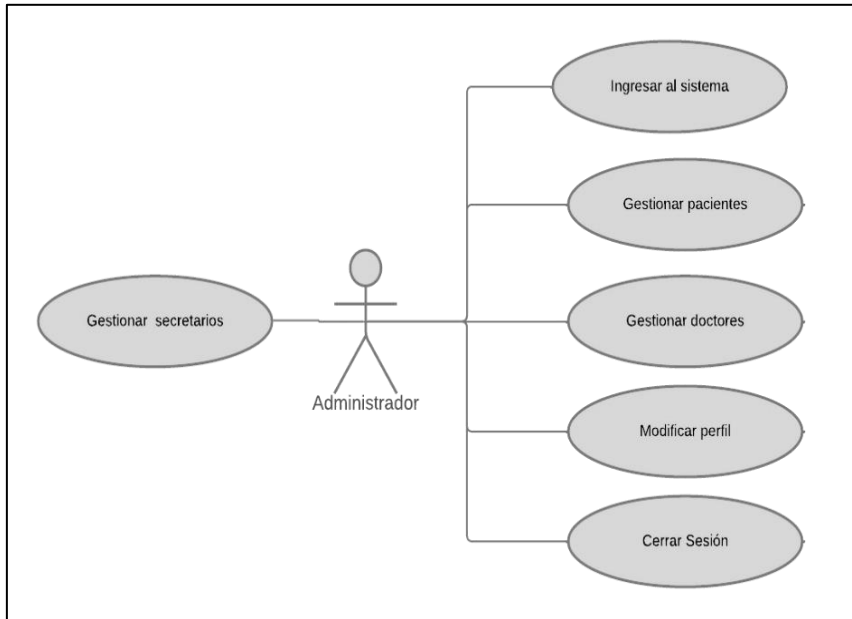 Ingresar al sistema
Gestionar pacientes
Gestionar secretarios
Gestionar doctores
Administrador
Modificar perfil
Cerrar Sesión